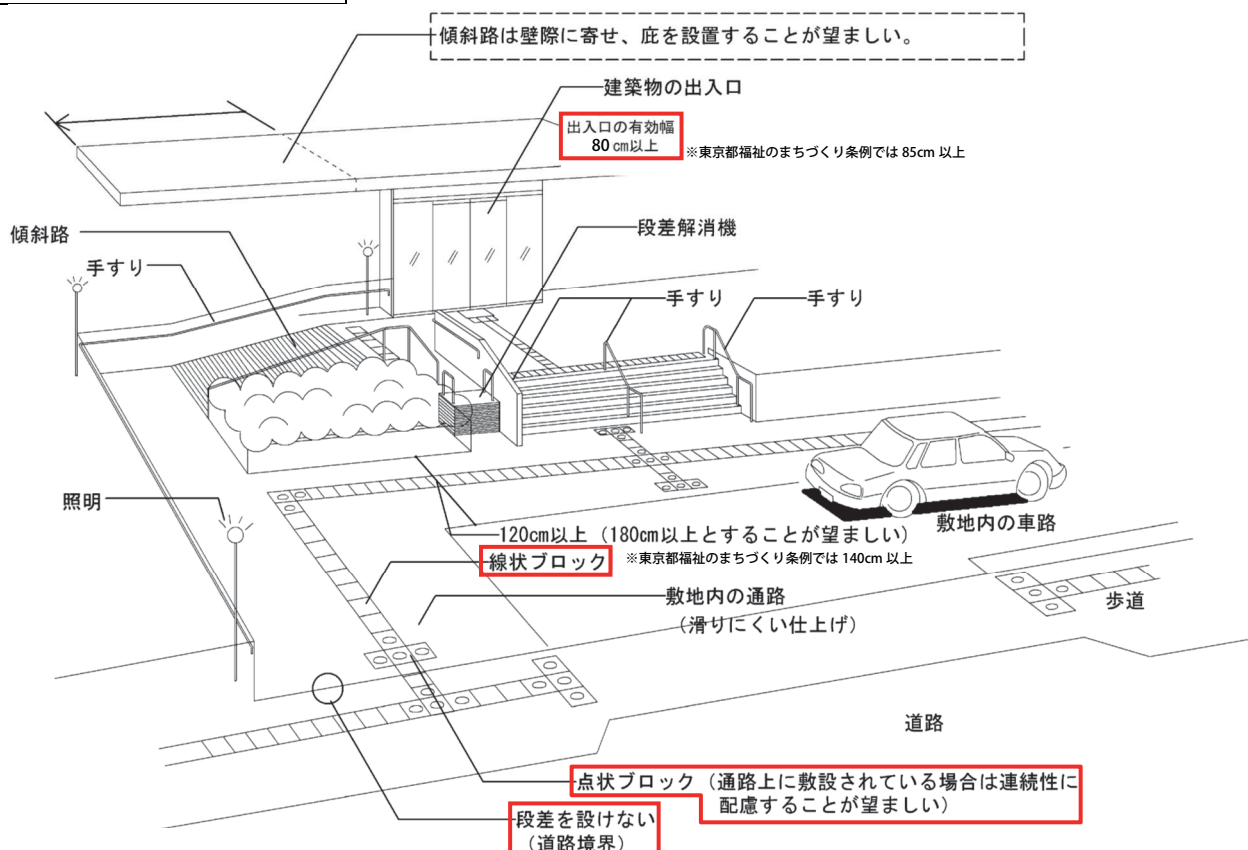 傾斜路は壁際に寄せ、庇を設置することが望ましい。
建築物の出入口
出入口の有効幅
80㎝以上
※東京都福祉のまちづくり条例では 85cm 以上
段差解消機
傾斜路
手すり
手すり
手すり
照明
敷地内の車路
120cm以上（180cm以上とすることが望ましい）
線状ブロック
※東京都福祉のまちづくり条例では 140cm 以上
敷地内の通路
（滑りにくい仕上げ）
歩道
道路
点状ブロック（通路上に敷設されている場合は連続性に
配慮することが望ましい）
段差を設けない
（道路境界）